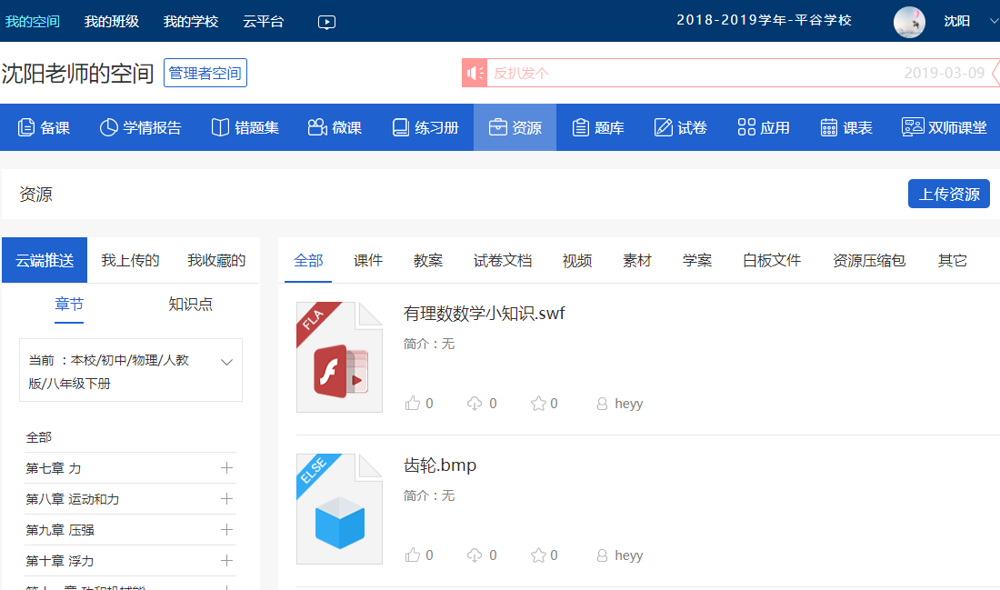 我的空间 我的班级 我的学校 云平台 2018-2019学年-平谷学校 沈阳
沈阳老师的空间 管理者空间 反扒发个 2019-03-09
备课 学情报告 错题集 微课 练习册 资源 题库 试卷 应用 课表 双师课堂
资源 上传资源
云端推送 我上传的 我收藏的
章节 知识点
当前 ：本校/初中/物理/人教
版/八年级下册
全部
第七章 力
第八章 运动和力
第九章 压强
第十章 浮力
全部 课件 教案 试卷文档 视频 素材 学案 白板文件 资源压缩包 其它
FLA
有理数数学小知识.swf
简介：无
0 0 0 heyy
ELSE
齿轮.bmp
简介：无
0 0 0 heyy